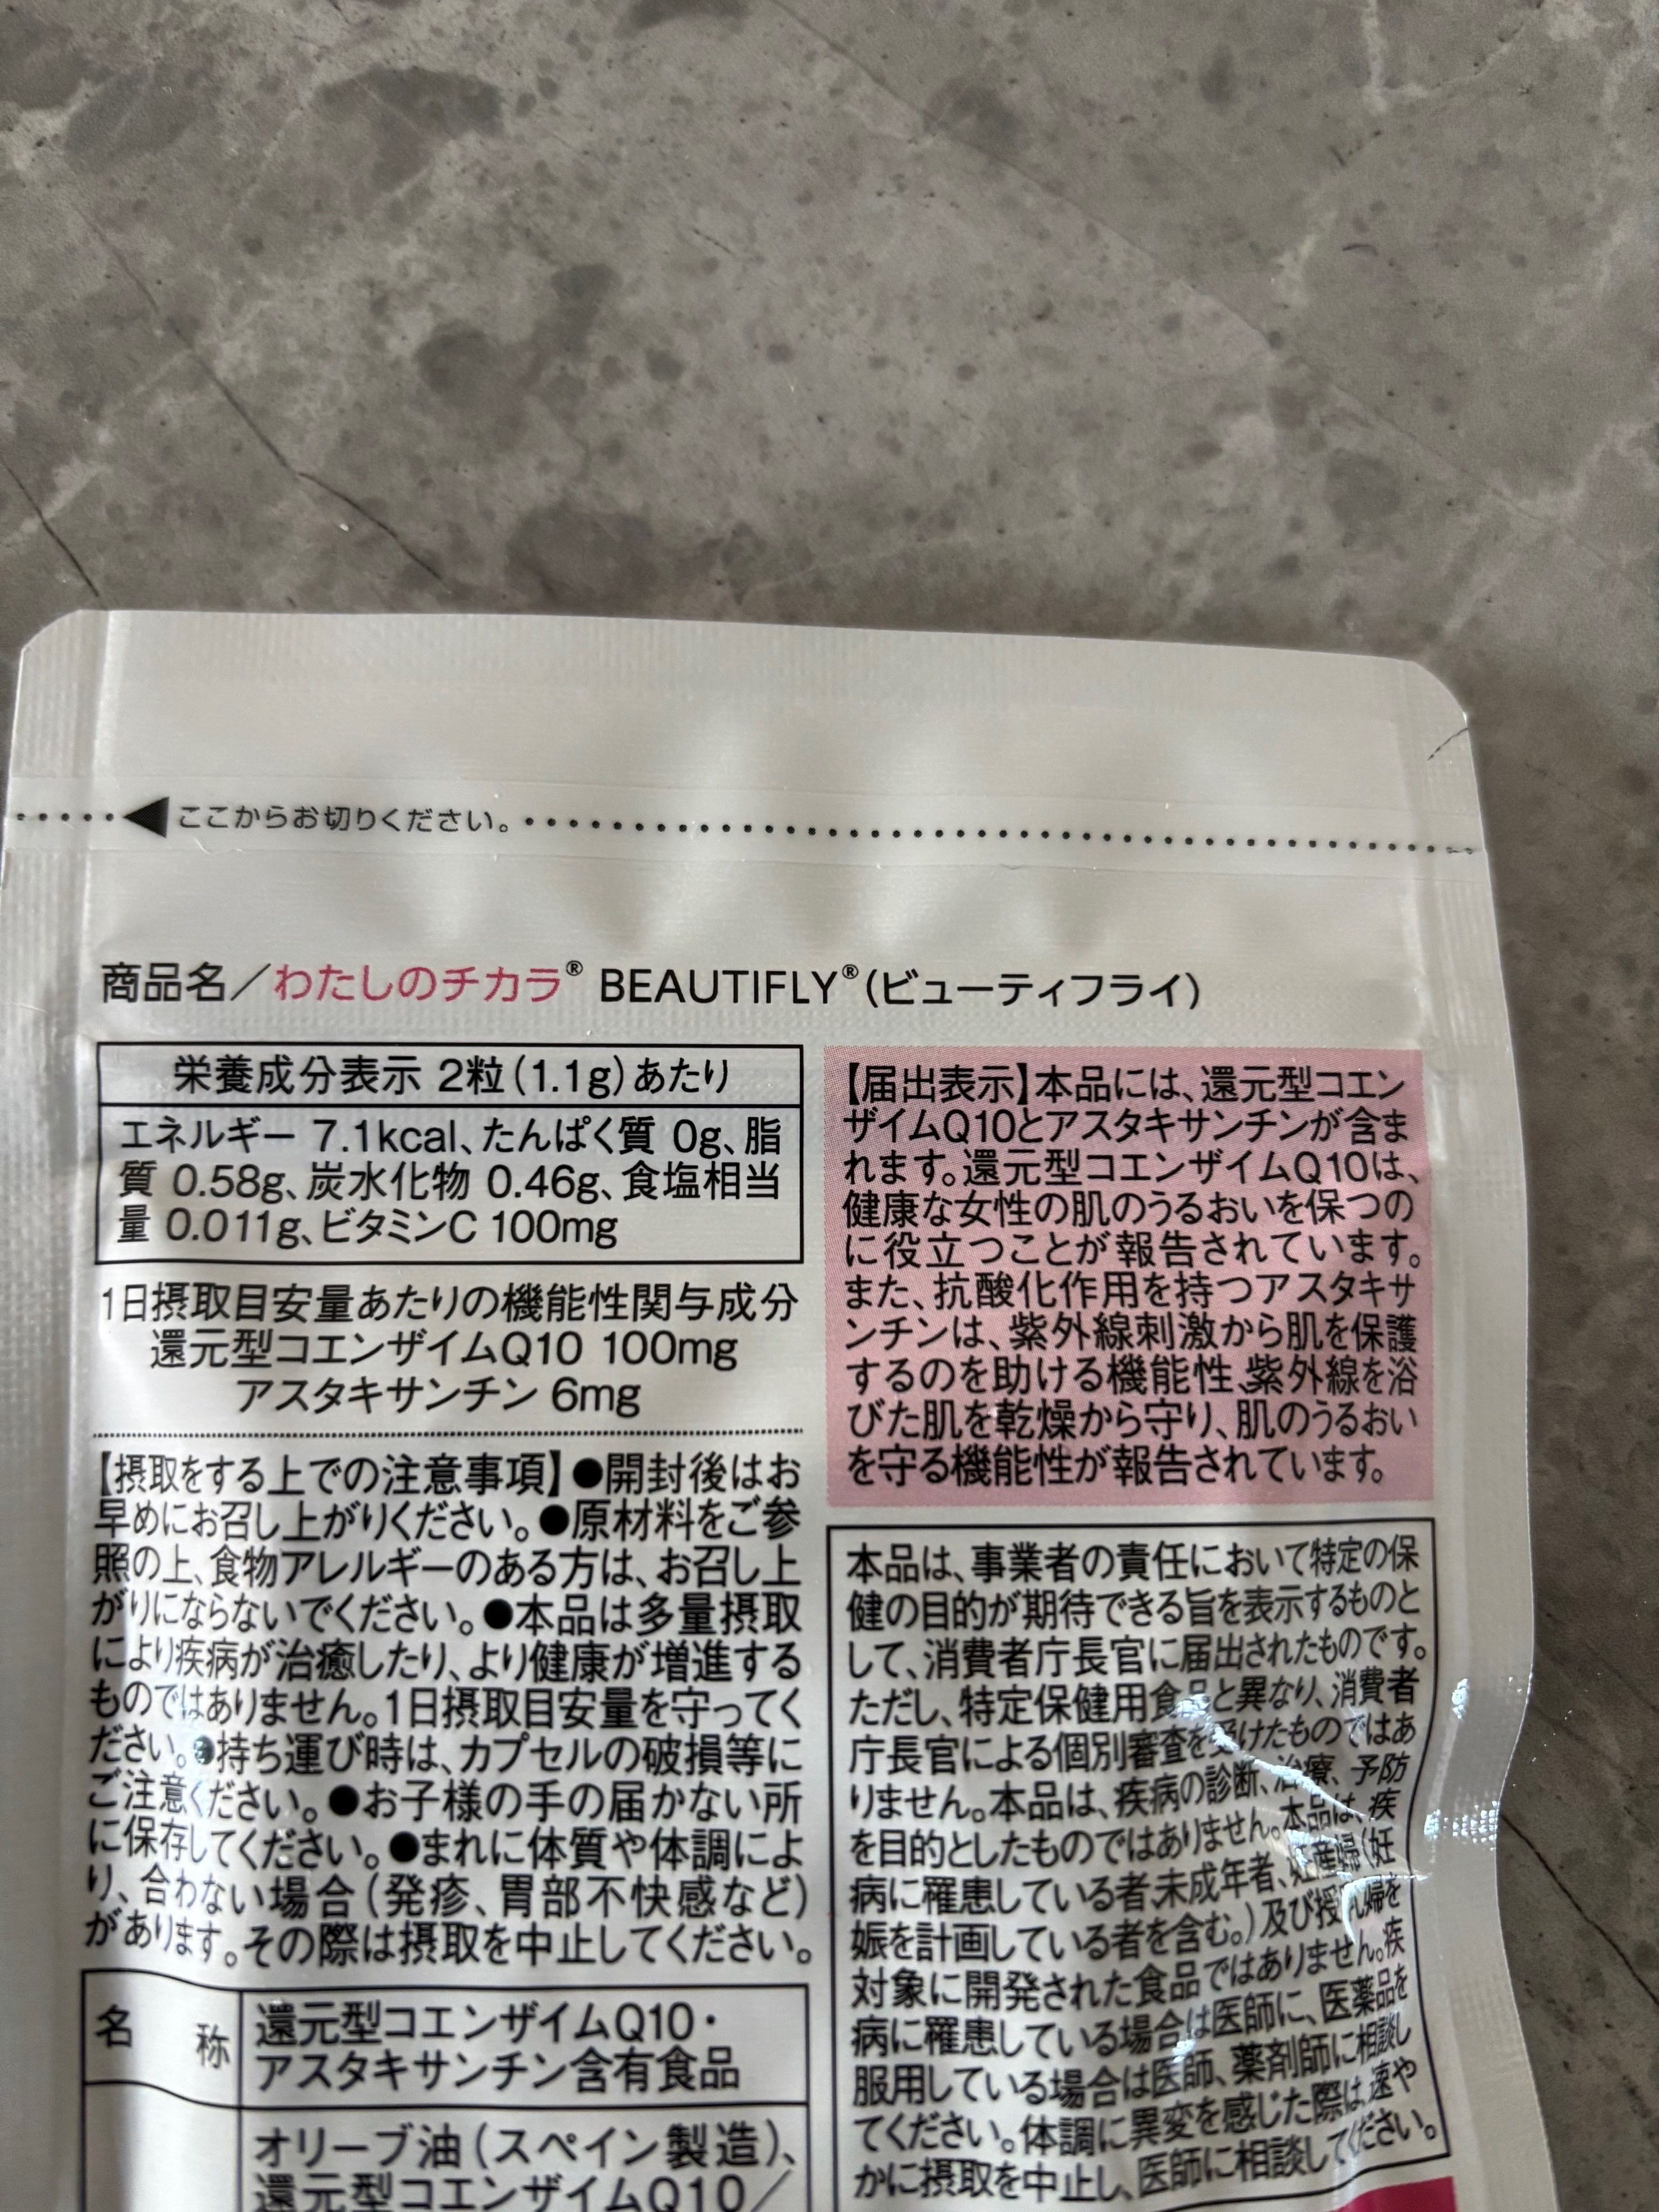 ここからお切りください。
商品名／わたしのチカラ® BEAUTIFLY®(ビューティフライ)
栄養成分表示 2粒(1.1g)あたり
エネルギー 7.1kcal、たんぱく質 0g、脂
質 0.58g、炭水化物 0.46g、食塩相当
量 0.011g、ビタミンC 100mg
1日摂取目安量あたりの機能性関与成分
還元型コエンザイムQ10 100mg
アスタキサンチン 6mg
【摂取をする上での注意事項】●開封後はお
早めにお召し上がりください。●原材料をご参
照の上、食物アレルギーのある方は、お召し上
がりにならないでください。●本品は多量摂取
により疾病が治癒したり、より健康が増進する
ものではありません。1日摂取目安量を守ってく
ださい。●持ち運び時は、カプセルの破損等に
ご注意ください。●お子様の手の届かない所
に保存してください。●まれに体質や体調によ
り、合わない場合(発疹、胃部不快感など)
があります。その際は摂取を中止してください。
名称
還元型コエンザイムQ10・
アスタキサンチン含有食品
オリーブ油(スペイン製造)、
還元型コエンザイムQ10／
【届出表示】本品には、還元型コエン
ザイムQ10とアスタキサンチンが含ま
れます。還元型コエンザイムQ10は、
健康な女性の肌のうるおいを保つの
に役立つことが報告されています。
また、抗酸化作用を持つアスタキサ
ンチンは、紫外線刺激から肌を保護
するのを助ける機能性、紫外線を浴
びた肌を乾燥から守り、肌のうるおい
を守る機能性が報告されています。
本品は、事業者の責任において特定の保
健の目的が期待できる旨を表示するものと
して、消費者庁長官に届出されたものです。
ただし、特定保健用食品と異なり、消費者
庁長官による個別審査を受けたものではあ
りません。本品は、疾病の診断、治療、予防
を目的としたものではありません。本品は、疾
病に罹患している者、未成年者、妊産婦(妊
娠を計画している者を含む。)及び授乳婦を
対象に開発された食品ではありません。疾
病に罹患している場合は医師に、医薬品を
服用している場合は医師、薬剤師に相談し
てください。体調に異変を感じた際は速や
かに摂取を中止し、医師に相談してください。